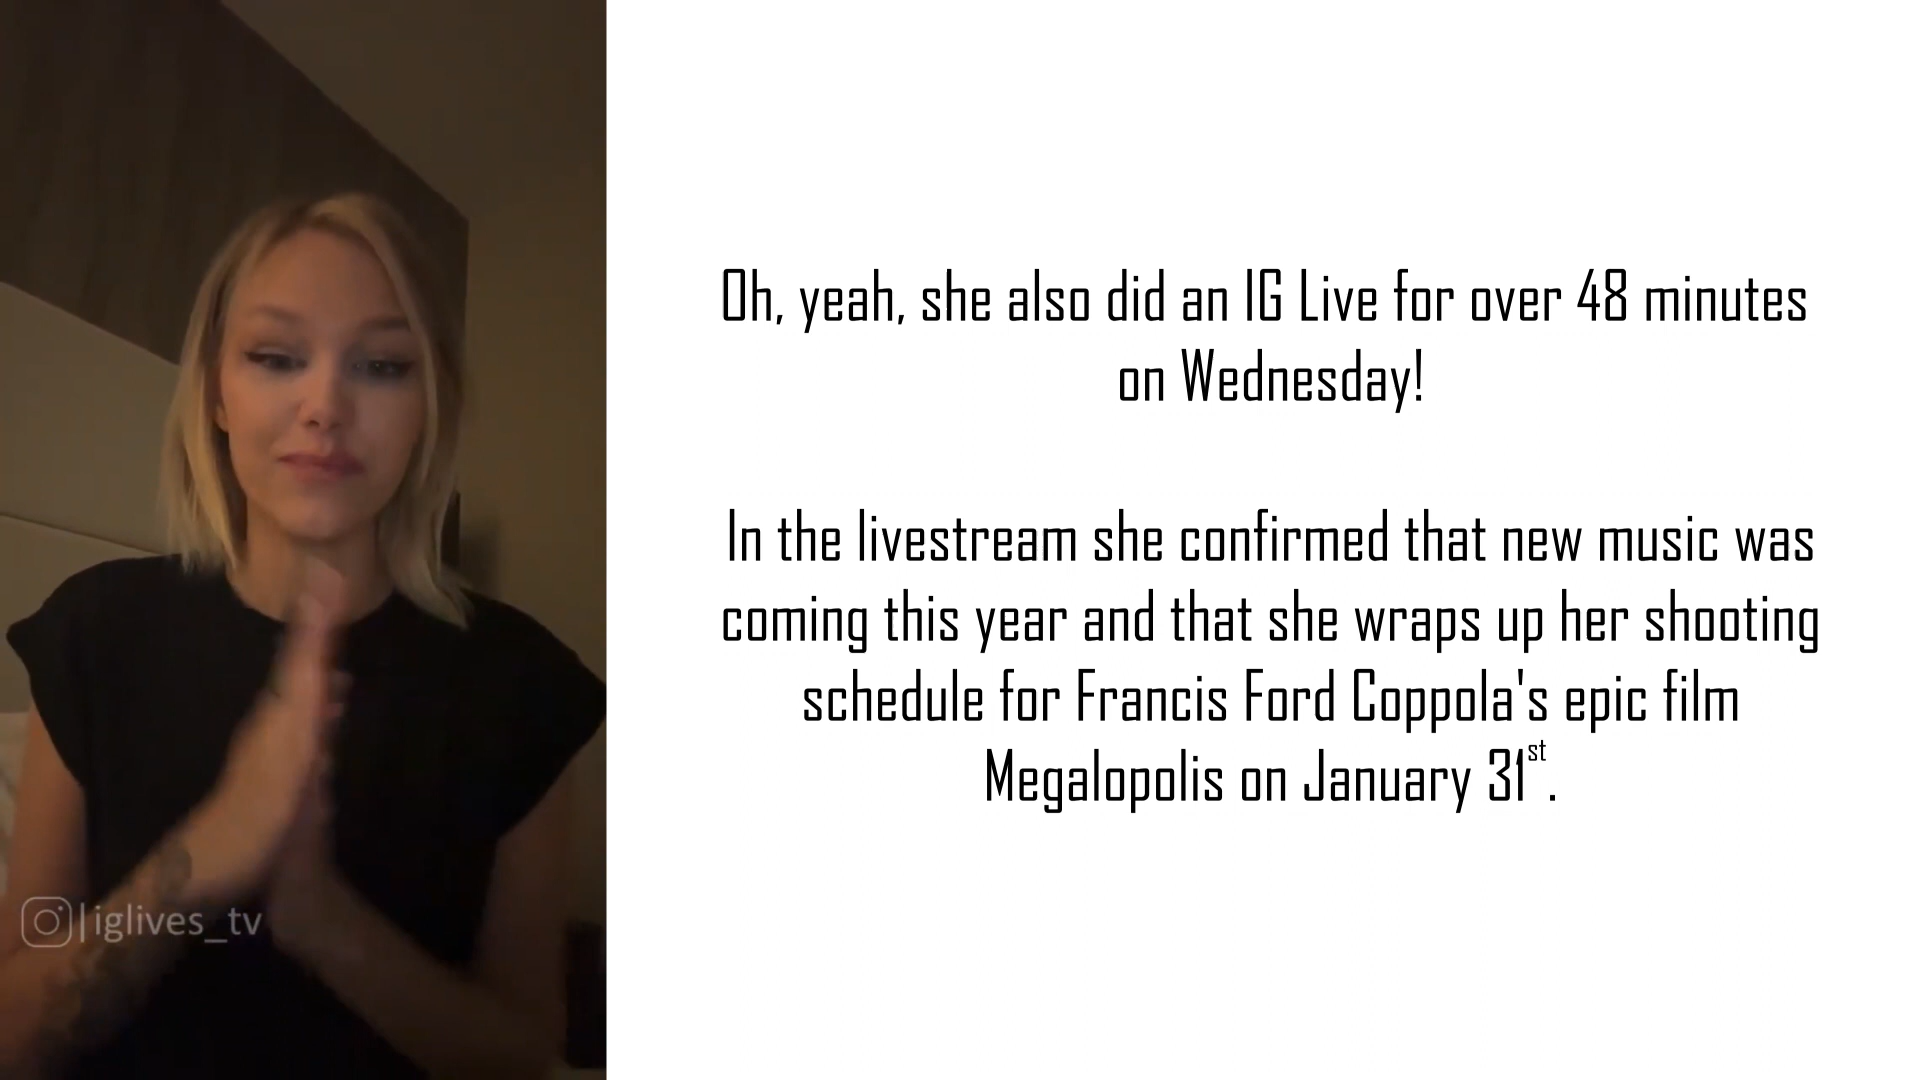 Oh, yeah, she also did an IG Live for over 48 minutes
on Wednesday!
In the livestream she confirmed that new music was
coming this year and that she wraps up her shooting
schedule for Francis Ford Coppola's epic film
Megalopolis on January 31st.
|iglives_tv